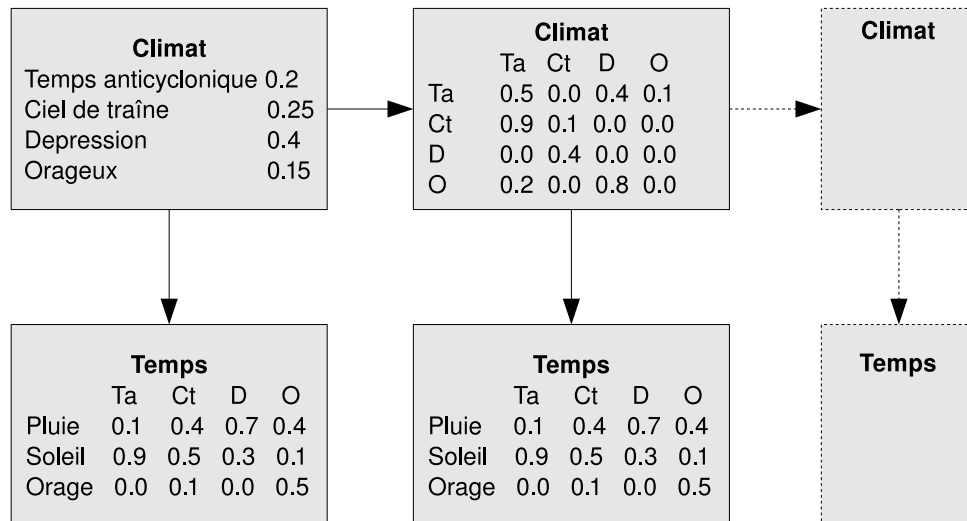 Climat
Temps anticyclonique 0.2
Ciel de traîne 0.25
Depression 0.4
Orageux 0.15
Climat
Ta Ct D O
Ta 0.5 0.0 0.4 0.1
Ct 0.9 0.1 0.0 0.0
D 0.0 0.4 0.0 0.0
O 0.2 0.0 0.8 0.0
Climat
Temps
Ta Ct D O
Pluie 0.1 0.4 0.7 0.4
Soleil 0.9 0.5 0.3 0.1
Orage 0.0 0.1 0.0 0.5
Temps
Ta Ct D O
Pluie 0.1 0.4 0.7 0.4
Soleil 0.9 0.5 0.3 0.1
Orage 0.0 0.1 0.0 0.5
Temps